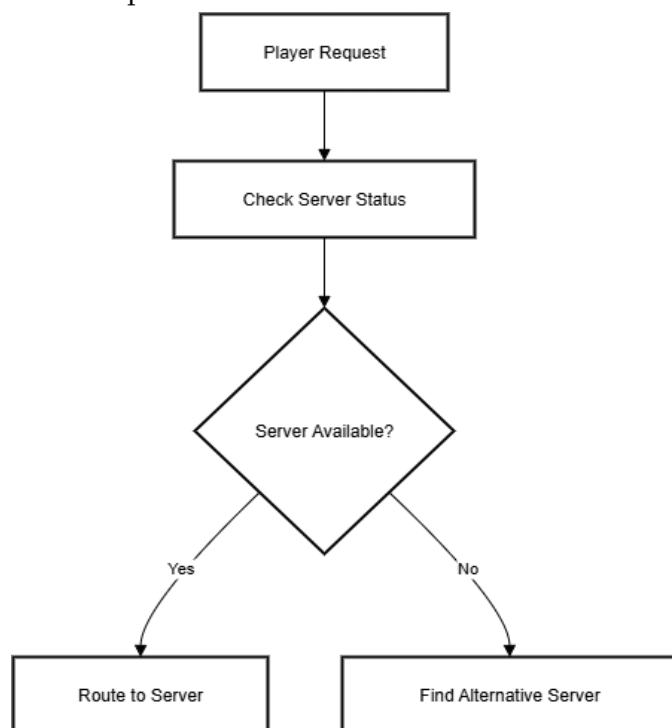 Player Request
Check Server Status
Server Available?
Yes
No
Route to Server
Find Alternative Server